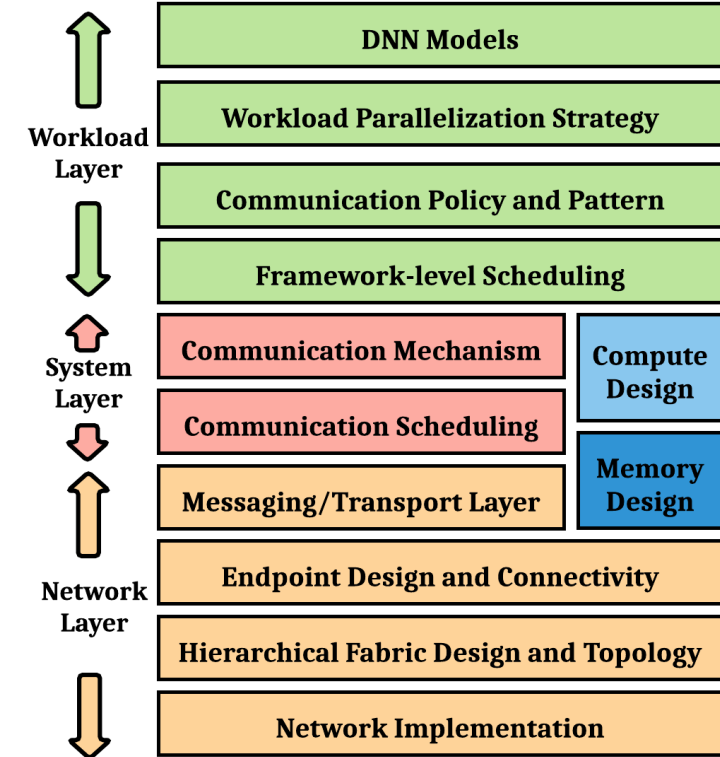 DNN Models
Workload Parallelization Strategy
Workload
Layer
Communication Policy and Pattern
Framework-level Scheduling
Communication Mechanism
Compute
Design
System
Layer
Communication Scheduling
Memory
Design
Messaging/Transport Layer
Endpoint Design and Connectivity
Network
Layer
Hierarchical Fabric Design and Topology
Network Implementation